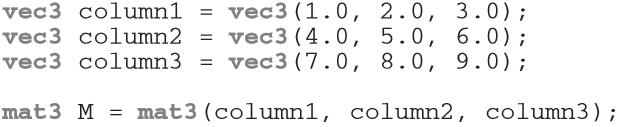 vec3 column1 = vec3(1.0, 2.0, 3.0);
vec3 column2 = vec3(4.0, 5.0, 6.0);
vec3 column3 = vec3(7.0, 8.0, 9.0);
mat3 M = mat3(column1, column2, column3);